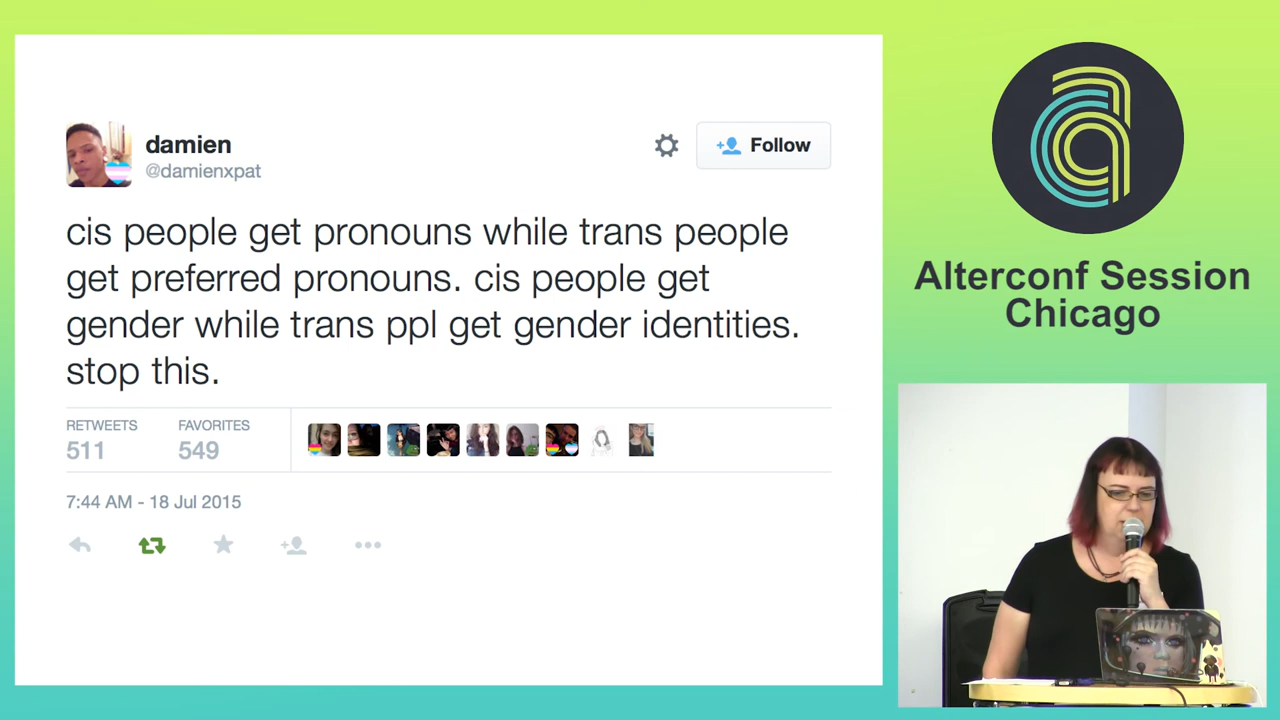 damien
@damienxpat
Follow
cis people get pronouns while trans people
get preferred pronouns. cis people get
gender while trans ppl get gender identities.
stop this.
RETWEETS
511
FAVORITES
549
7:44 AM - 18 Jul 2015
Alterconf Session
Chicago